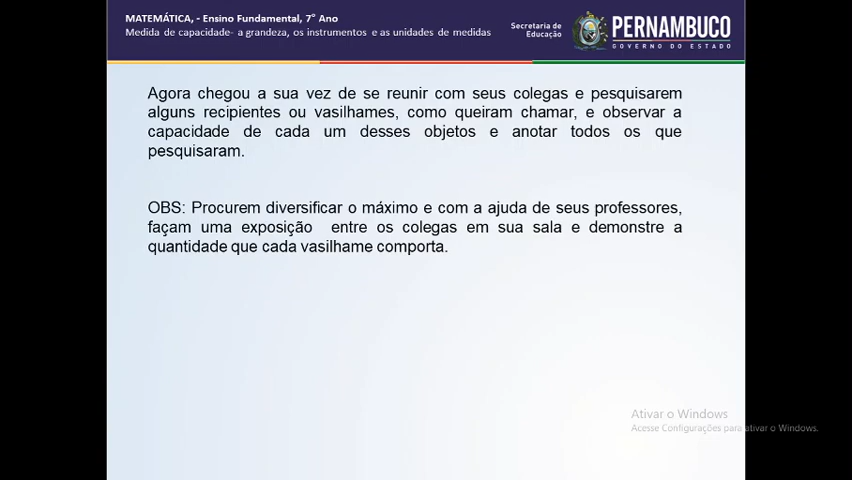 MATEMÁTICA, - Ensino Fundamental, 7° Ano
Medida de capacidade- a grandeza, os instrumentos e as unidades de medidas
Secretaria de
Educação
PERNAMBUCO
GOVERNO DO ESTADO
Agora chegou a sua vez de se reunir com seus colegas e pesquisarem
alguns recipientes ou vasilhames, como queiram chamar, e observar a
capacidade de cada um desses objetos e anotar todos os que
pesquisaram.
OBS: Procurem diversificar o máximo e com a ajuda de seus professores,
façam uma exposição entre os colegas em sua sala e demonstre a
quantidade que cada vasilhame comporta.
Ativar o Windows
Acesse Configurações para ativar o Windows.